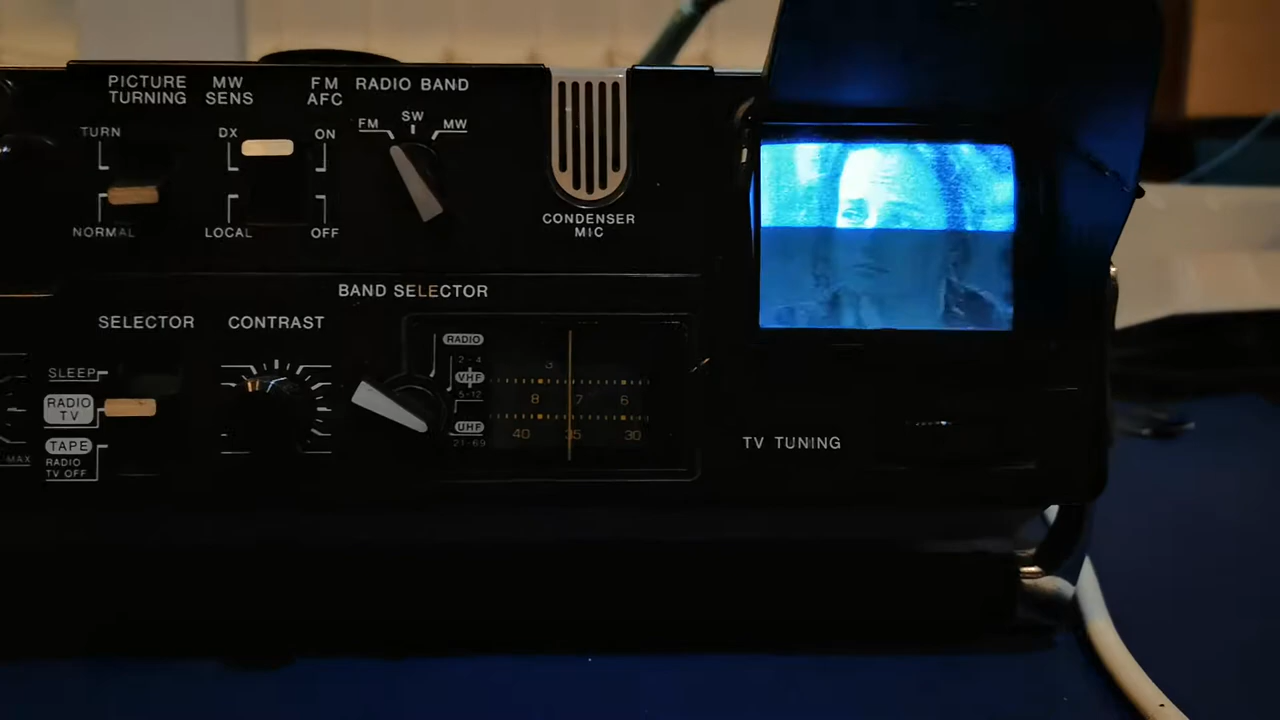 PICTURE
TURNING
MW
SENS
FM
AFC
RADIO BAND
TURN
NORMAL
DX
LOCAL
ON
OFF
FM
SW
MW
CONDENSER
MIC
BAND SELECTOR
SELECTOR
CONTRAST
SLEEP
RADIO
TV
TAPE
RADIO
TV OFF
MAX
RADIO
2-4
VHF
5-12
UHF
21-69
3
8 7 6
40 35 30
TV TUNING